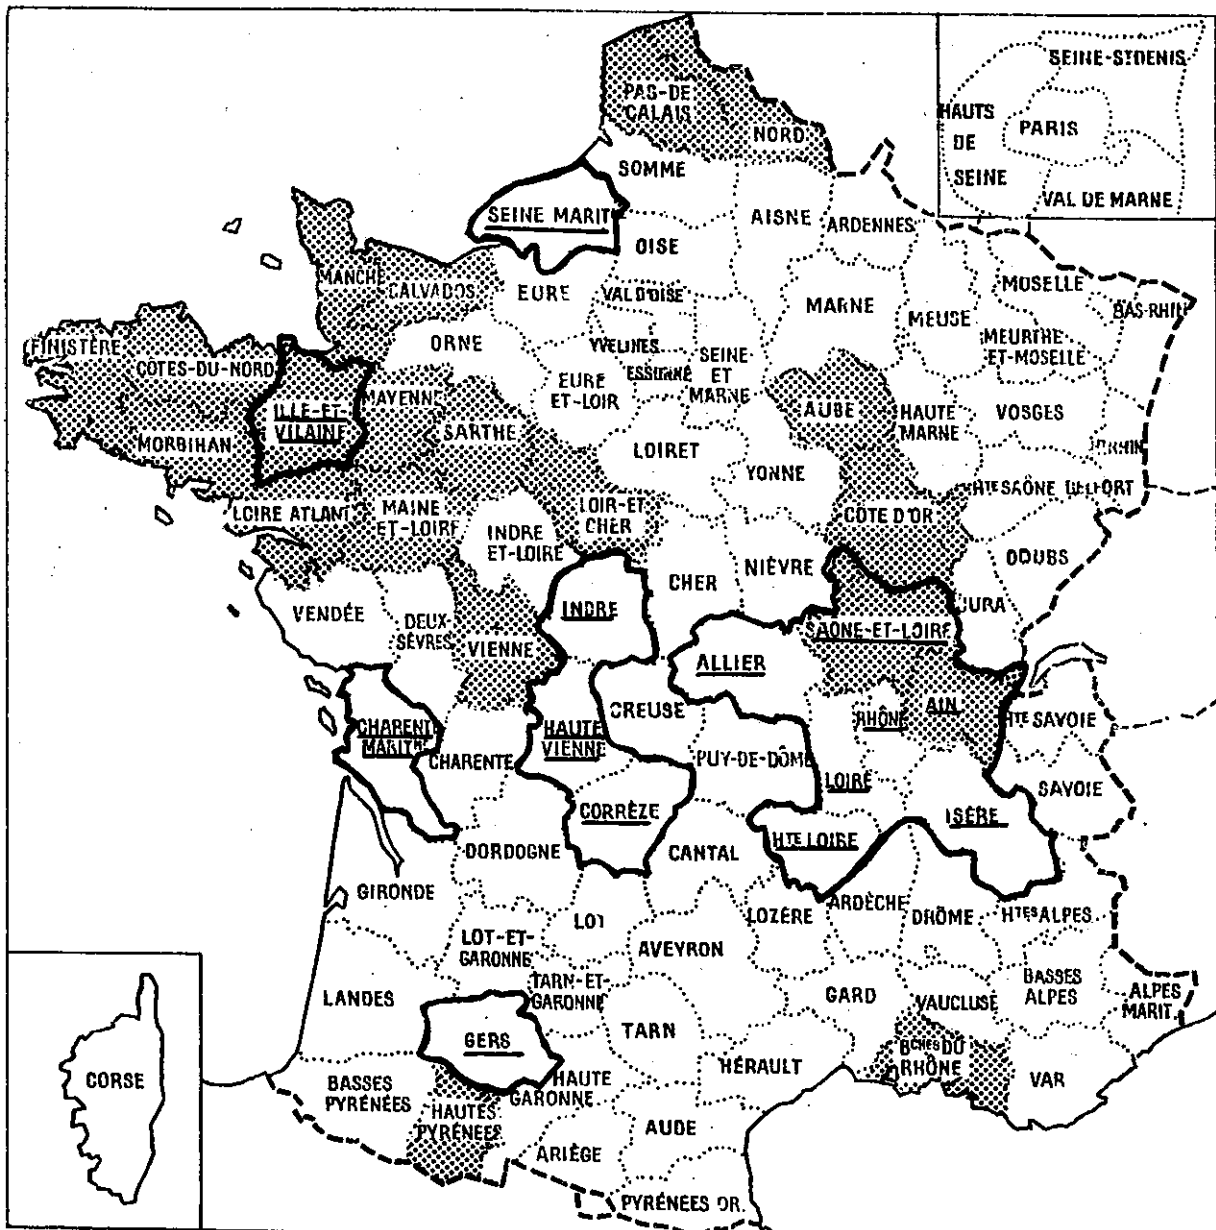 SEINE-STDENIS
HAUTS
DE
SEINE
PARIS
VAL DE MARNE
PAS-DE
CALAIS
NORD
SOMME
SEINE MARITE
AISNE
ARDENNES
OISE
MANCHE
CALVADOS
EURE
VAL D'OISE
MARNE
MEUSE
MOSELLE
BAS-RHIN
MEURTHE
ET-MOSELLE
FINISTÈRE
CÔTES-DU-NORD
ORNE
YVELINES
ESSONNE
SEINE
ET
MARNE
EURE
ET-LOIR
MAYENNE
ILLE-ET-
VILAINE
SARTHE
AUBE
HAUTE
MARNE
VOSGES
MORBIHAN
LOIRET
YONNE
HTE SAÔNE
BELFORT
LOIRE ATLANT
MAINE
ET-LOIRE
INDRE
ET-LOIRE
LOIR-ET
CHER
CÔTE D'OR
DOUBS
CHER
NIÈVRE
JURA
VENDÉE
DEUX-
SÈVRES
VIENNE
INDRE
ALLIER
SAÔNE-ET-LOIRE
CHARENT
MARITME
CHARENTE
HAUTE
VIENNE
CREUSE
PUY-DE-DÔME
RHÔNE
AIN
HTE SAVOIE
LOIRE
SAVOIE
CORRÈZE
ISÈRE
HTE LOIRE
DORDOGNE
CANTAL
GIRONDE
LOT
LOZÈRE
ARDÈCHE
DRÔME
HTES ALPES
LOT-ET-
GARONNE
AVEYRON
TARN-ET-
GARONNE
LANDES
GARD
VAUCLUSE
BASSES
ALPES
ALPES
MARIT.
GERS
TARN
HÉRAULT
BCHES DU
RHÔNE
VAR
CORSE
BASSES
PYRÉNÉES
HAUTES
PYRÉNÉES
HAUTE
GARONNE
ARIÈGE
AUDE
PYRÉNÉES OR.